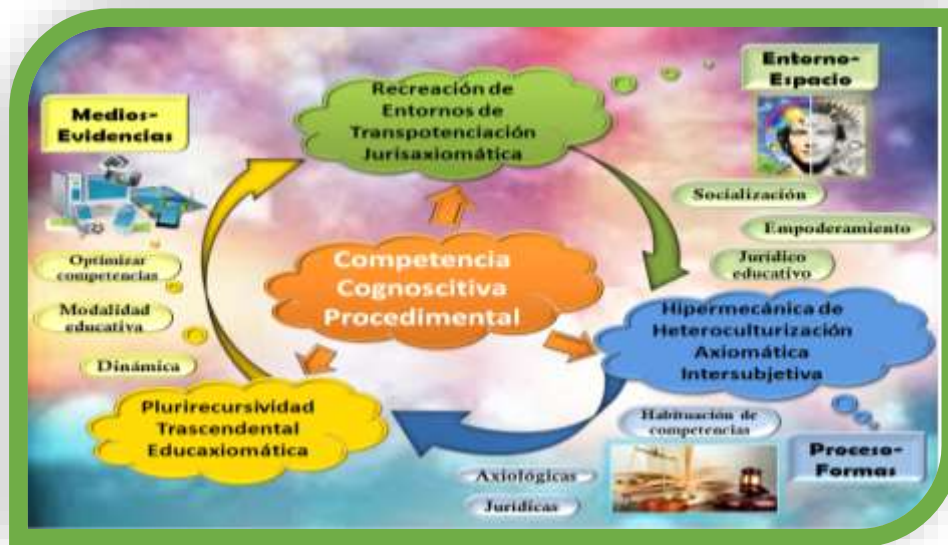 Recreación de
Entornos de
Transpotenciación
Jurisaxiomática
Entorno-
Espacio
Socialización
Empoderamiento
Jurídico
educativo
Medios-
Evidencias
Optimizar
competencias
Modalidad
educativa
Dinámica
Competencia
Cognoscitiva
Procedimental
Hipermecánica de
Heteroculturización
Axiomática
Intersubjetiva
Plurirecursividad
Trascendental
Educaxiomática
Habituación de
competencias
Axiológicas
Jurídicas
Proceso-
Formas